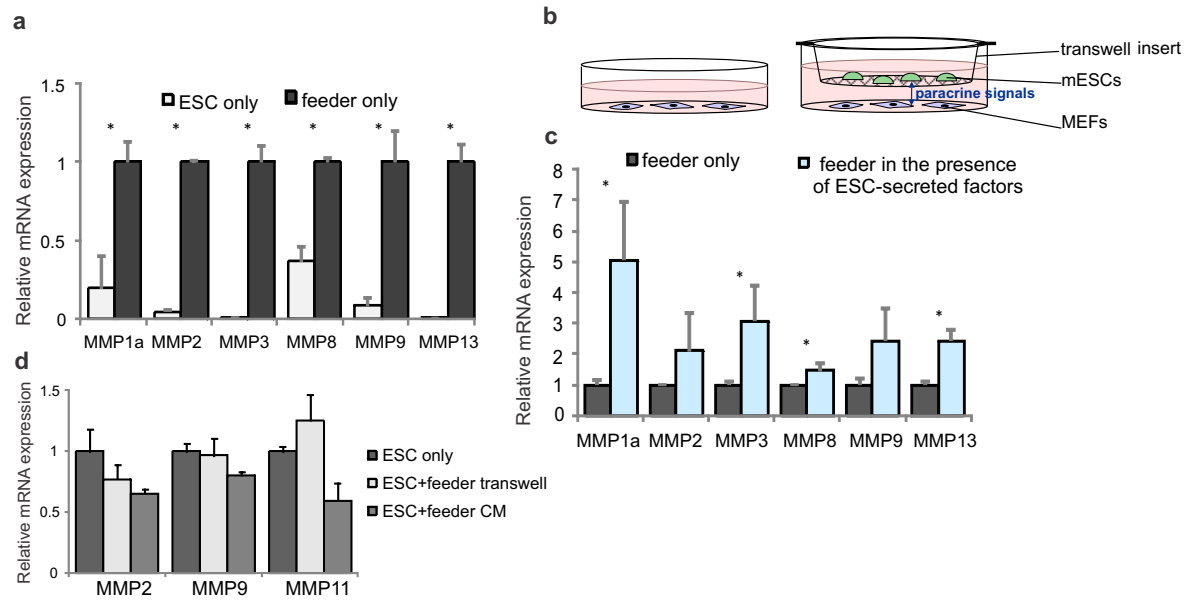 a
1.5
1
0.5
0
Relative mRNA expression
ESC only
feeder only
*
*
*
*
*
*
MMP1a
MMP2
MMP3
MMP8
MMP9
MMP13
b
transwell insert
mESCs
paracrine signals
MEFs
c
feeder only
feeder in the presence
of ESC-secreted factors
8
7
6
5
4
3
2
1
0
Relative mRNA expression
*
*
*
*
MMP1a
MMP2
MMP3
MMP8
MMP9
MMP13
d
1.5
1
0.5
0
Relative mRNA expression
ESC only
ESC+feeder transwell
ESC+feeder CM
MMP2
MMP9
MMP11